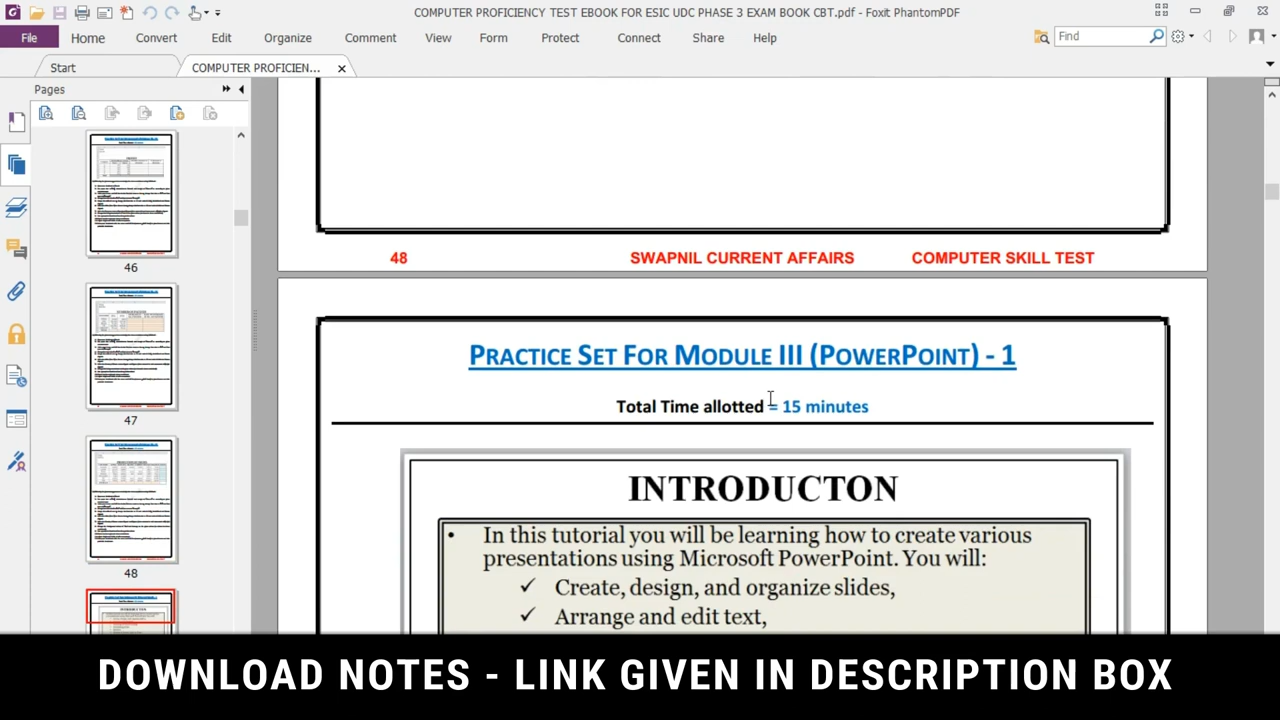 COMPUTER PROFICIENCY TEST EBOOK FOR ESIC UDC PHASE 3 EXAM BOOK CBT.pdf - Foxit PhantomPDF
File Home Convert Edit Organize Comment View Form Protect Connect Share Help Find
Start COMPUTER PROFICIEN...
Pages
46
47
48
48 SWAPNIL CURRENT AFFAIRS COMPUTER SKILL TEST
PRACTICE SET FOR MODULE III (POWERPOINT) - 1
Total Time allotted = 15 minutes
INTRODUCTON
• In this tutorial you will be learning how to create various
presentations using Microsoft PowerPoint. You will:
✓ Create, design, and organize slides,
✓ Arrange and edit text,
DOWNLOAD NOTES - LINK GIVEN IN DESCRIPTION BOX